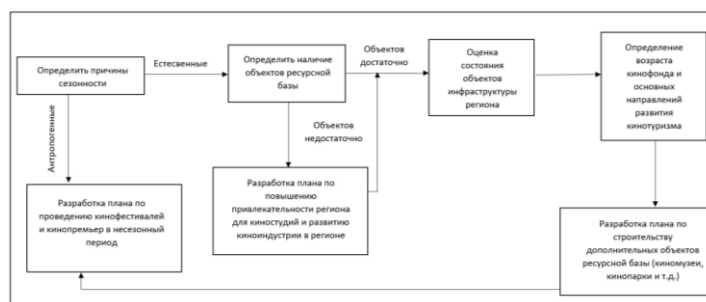 Определить причины
сезонности
Естесвенные
Определить наличие
объектов ресурсной
базы
Объектов
достаточно
Оценка
состояния
объектов
инфраструктуры
региона
Определение
возраста
кинофонда и
основных
направлений
развития
кинотуризма
Антропогенные
Объектов
недостаточно
Разработка плана по
проведению кинофестивалей
и кинопремьер в несезонный
период
Разработка плана по
повышению
привлекательности региона
для киностудий и развитию
киноиндустрии в регионе
Разработка плана по
строительству
дополнительных объектов
ресурсной базы (киномузеи,
кинопарки и т.д.)